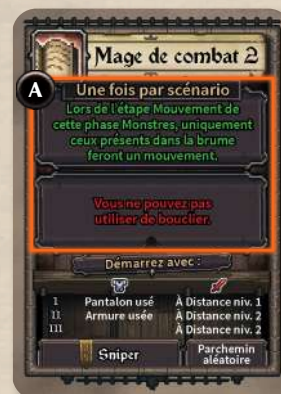 Mage de combat 2
A
Une fois par scénario
Lors de l'étape Mouvement de
cette phase Monstres, uniquement
ceux présents dans la brume
feront un mouvement.
Vous ne pouvez pas
utiliser de bouclier.
Démarrez avec :
I Pantalon usé À Distance niv. 1
II Armure usée À Distance niv. 2
III À Distance niv. 2
Sniper
Parchemin
aléatoire